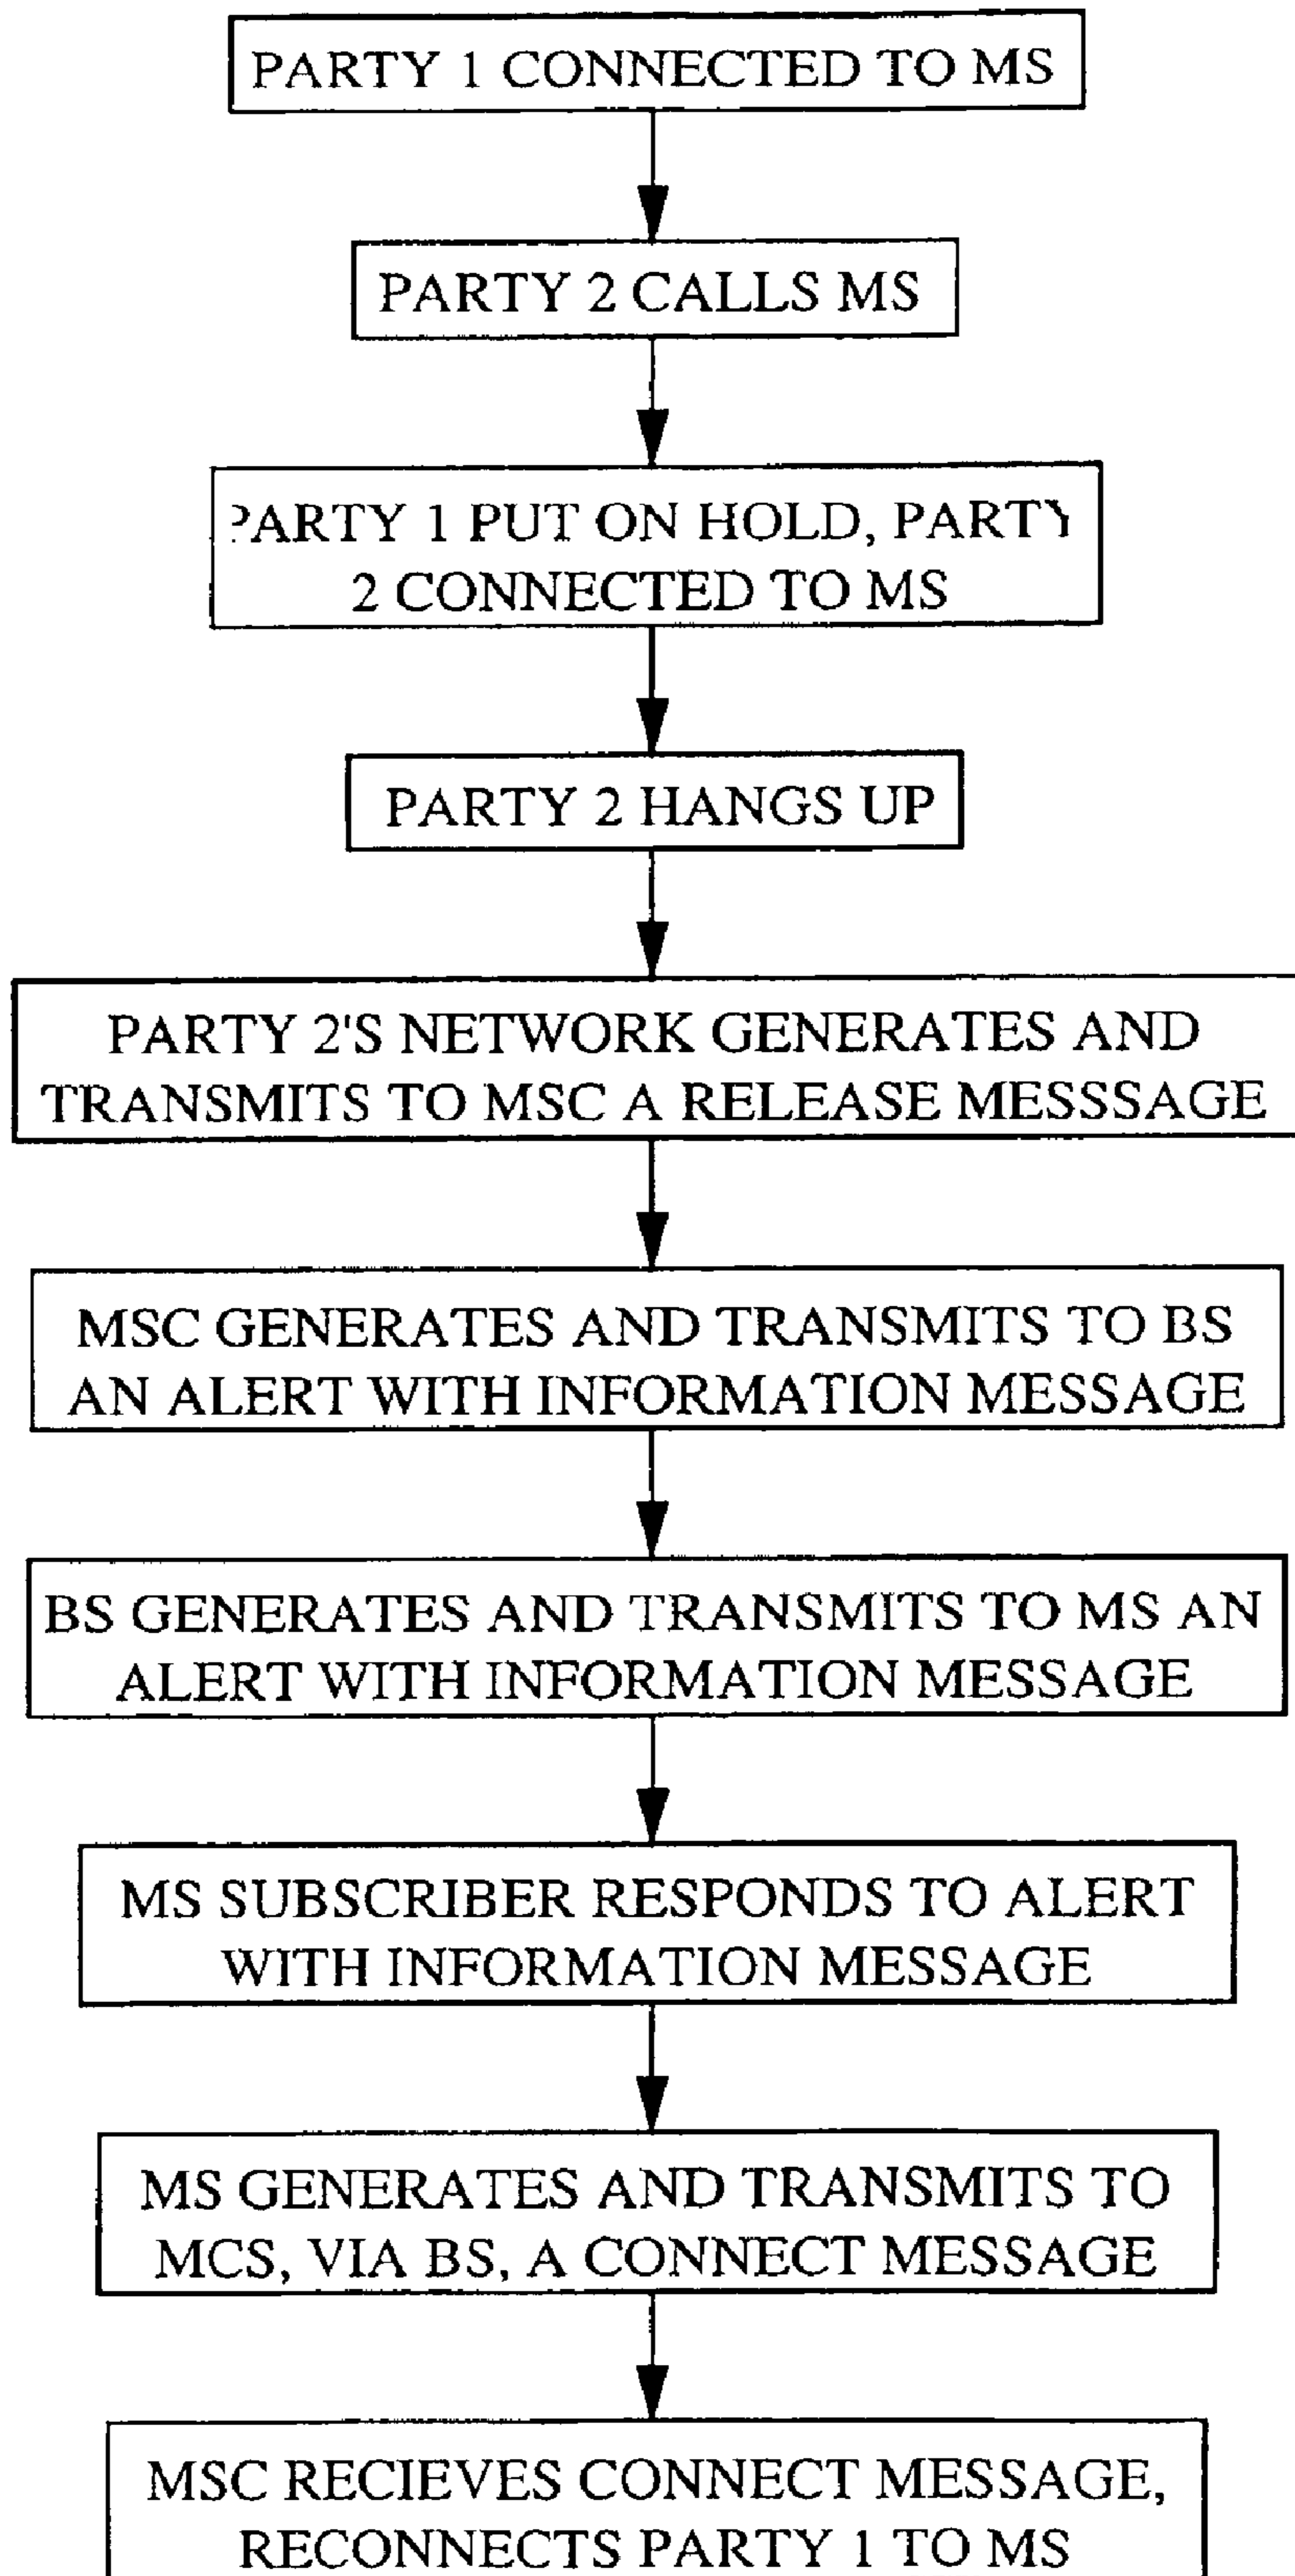 PARTY 1 CONNECTED TO MS
PARTY 2 CALLS MS
PARTY 1 PUT ON HOLD, PARTY
2 CONNECTED TO MS
PARTY 2 HANGS UP
PARTY 2'S NETWORK GENERATES AND
TRANSMITS TO MSC A RELEASE MESSSAGE
MSC GENERATES AND TRANSMITS TO BS
AN ALERT WITH INFORMATION MESSAGE
BS GENERATES AND TRANSMITS TO MS AN
ALERT WITH INFORMATION MESSAGE
MS SUBSCRIBER RESPONDS TO ALERT
WITH INFORMATION MESSAGE
MS GENERATES AND TRANSMITS TO
MCS, VIA BS, A CONNECT MESSAGE
MSC RECIEVES CONNECT MESSAGE,
RECONNECTS PARTY 1 TO MS